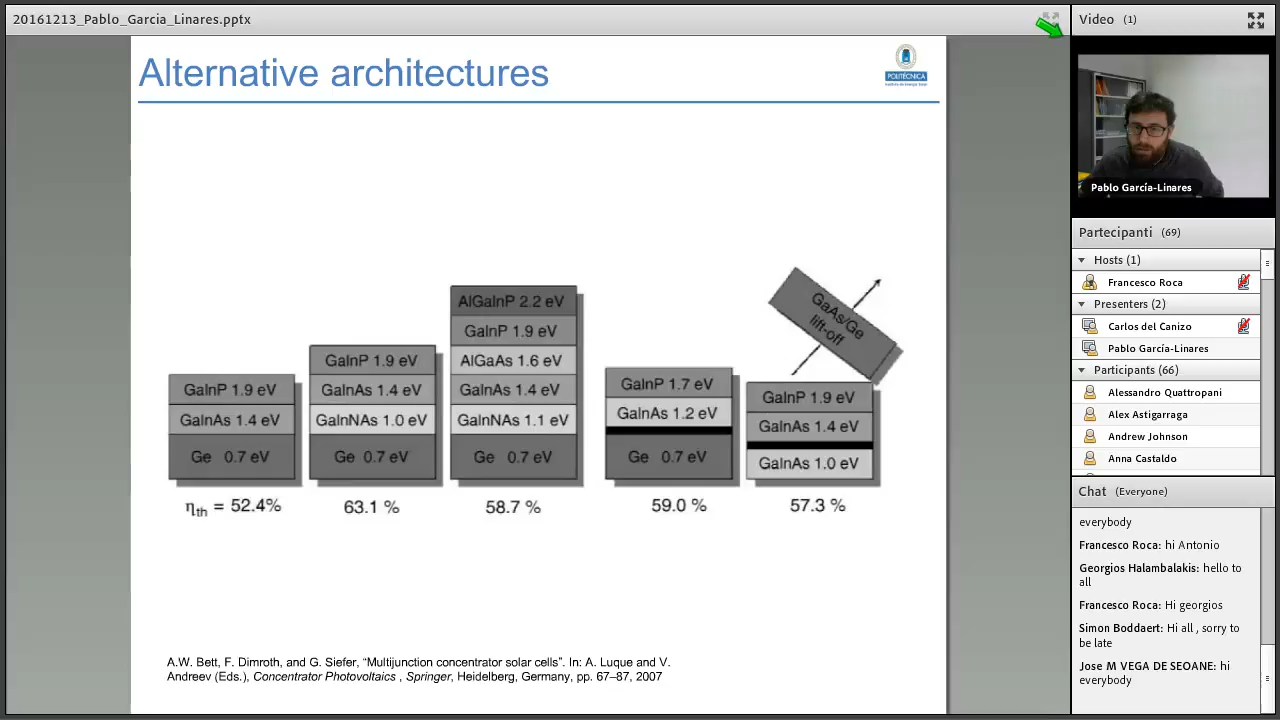 20161213_Pablo_Garcia_Linares.pptx
Alternative architectures
POLITÉCNICA
GaInP 1.9 eV
GaInAs 1.4 eV
Ge 0.7 eV
ηth = 52.4%
GaInP 1.9 eV
GaInAs 1.4 eV
GaInNAs 1.0 eV
Ge 0.7 eV
63.1 %
AlGaInP 2.2 eV
GaInP 1.9 eV
AlGaAs 1.6 eV
GaInAs 1.4 eV
GaInNAs 1.1 eV
Ge 0.7 eV
58.7 %
GaInP 1.7 eV
GaInAs 1.2 eV
Ge 0.7 eV
59.0 %
GaAs/Ge
lift-off
GaInP 1.9 eV
GaInAs 1.4 eV
GaInAs 1.0 eV
57.3 %
A.W. Bett, F. Dimroth, and G. Siefer, “Multijunction concentrator solar cells”. In: A. Luque and V.
Andreev (Eds.), Concentrator Photovoltaics , Springer, Heidelberg, Germany, pp. 67–87, 2007
Video (1)
Pablo García-Linares
Partecipanti (69)
Hosts (1)
Francesco Roca
Presenters (2)
Carlos del Canizo
Pablo García-Linares
Participants (66)
Alessandro Quattropani
Alex Astigarraga
Andrew Johnson
Anna Castaldo
Chat (Everyone)
everybody
Francesco Roca: hi Antonio
Georgios Halambalakis: hello to
all
Francesco Roca: Hi georgios
Simon Boddaert: Hi all , sorry to
be late
Jose M VEGA DE SEOANE: hi
everybody